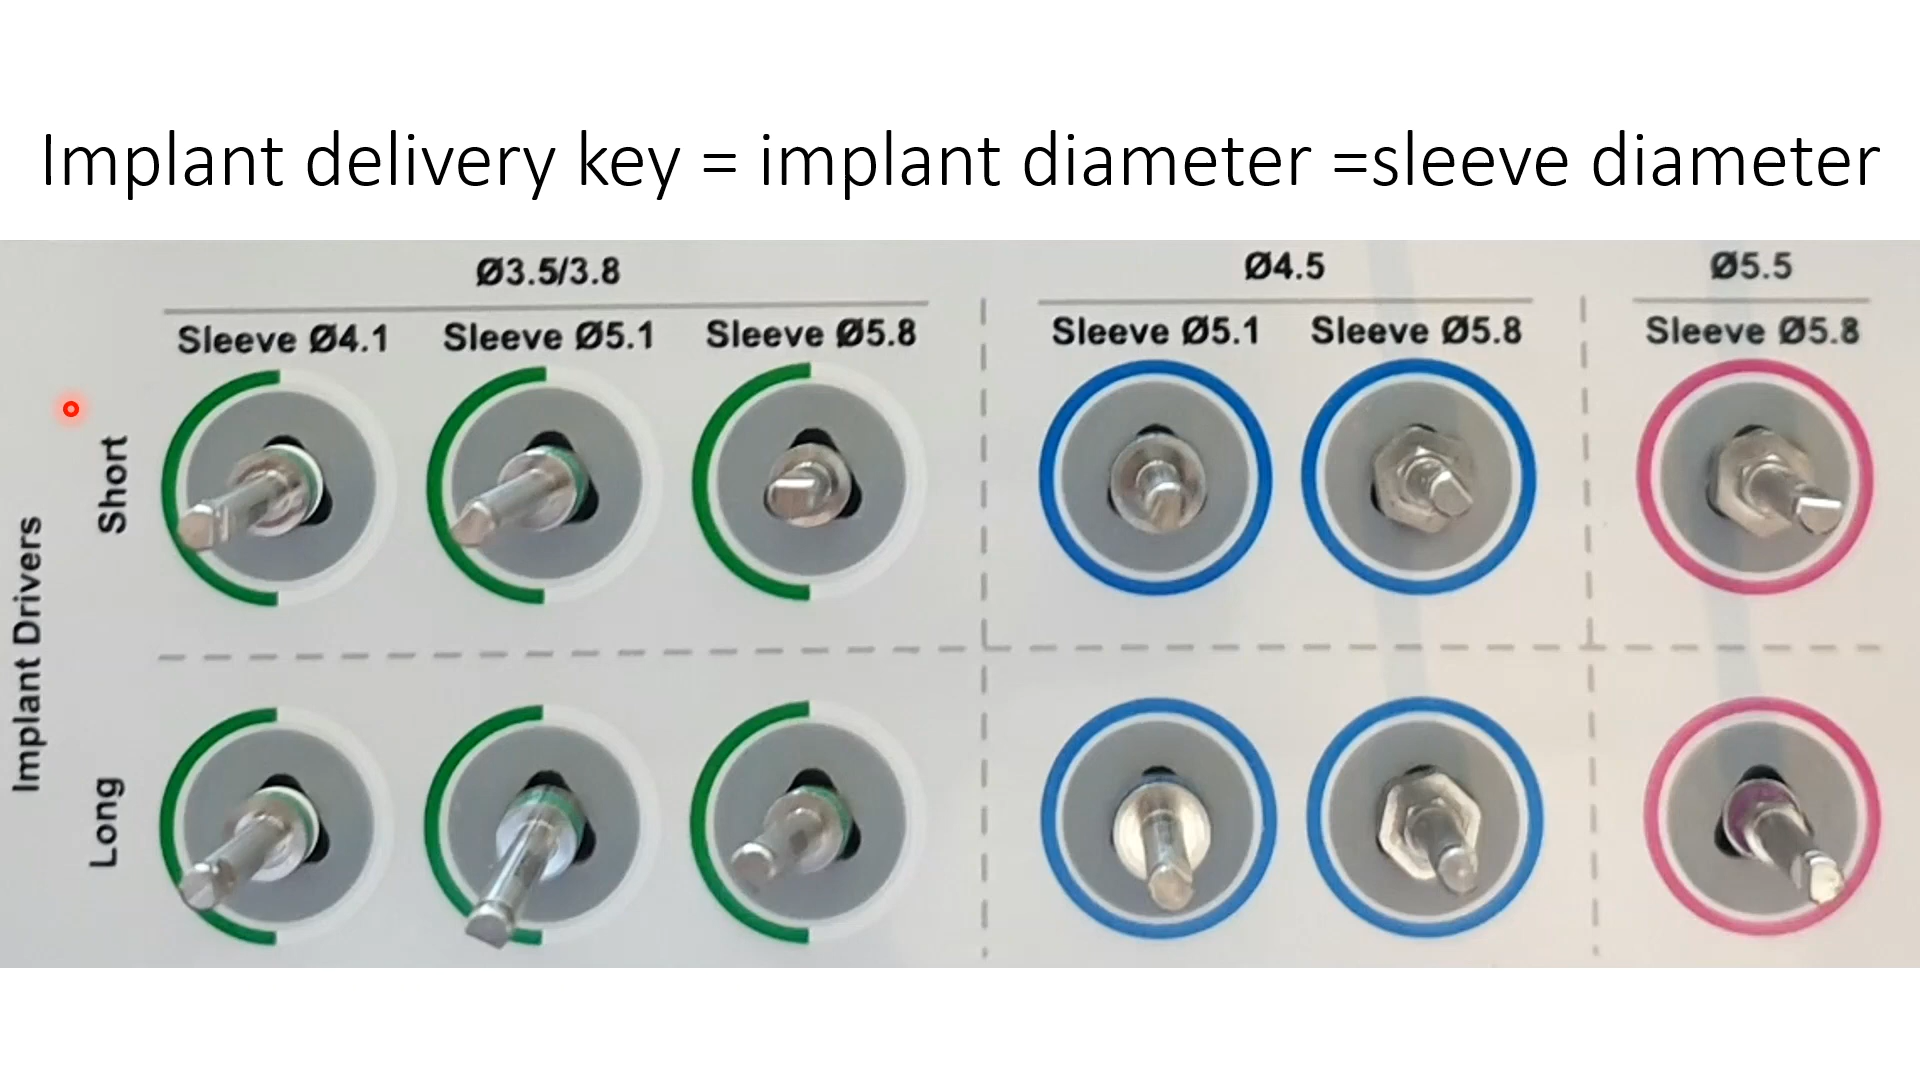 Implant delivery key = implant diameter =sleeve diameter
Ø3.5/3.8
Ø4.5
Ø5.5
Sleeve Ø4.1
Sleeve Ø5.1
Sleeve Ø5.8
Sleeve Ø5.1
Sleeve Ø5.8
Sleeve Ø5.8
Implant Drivers
Short
Long